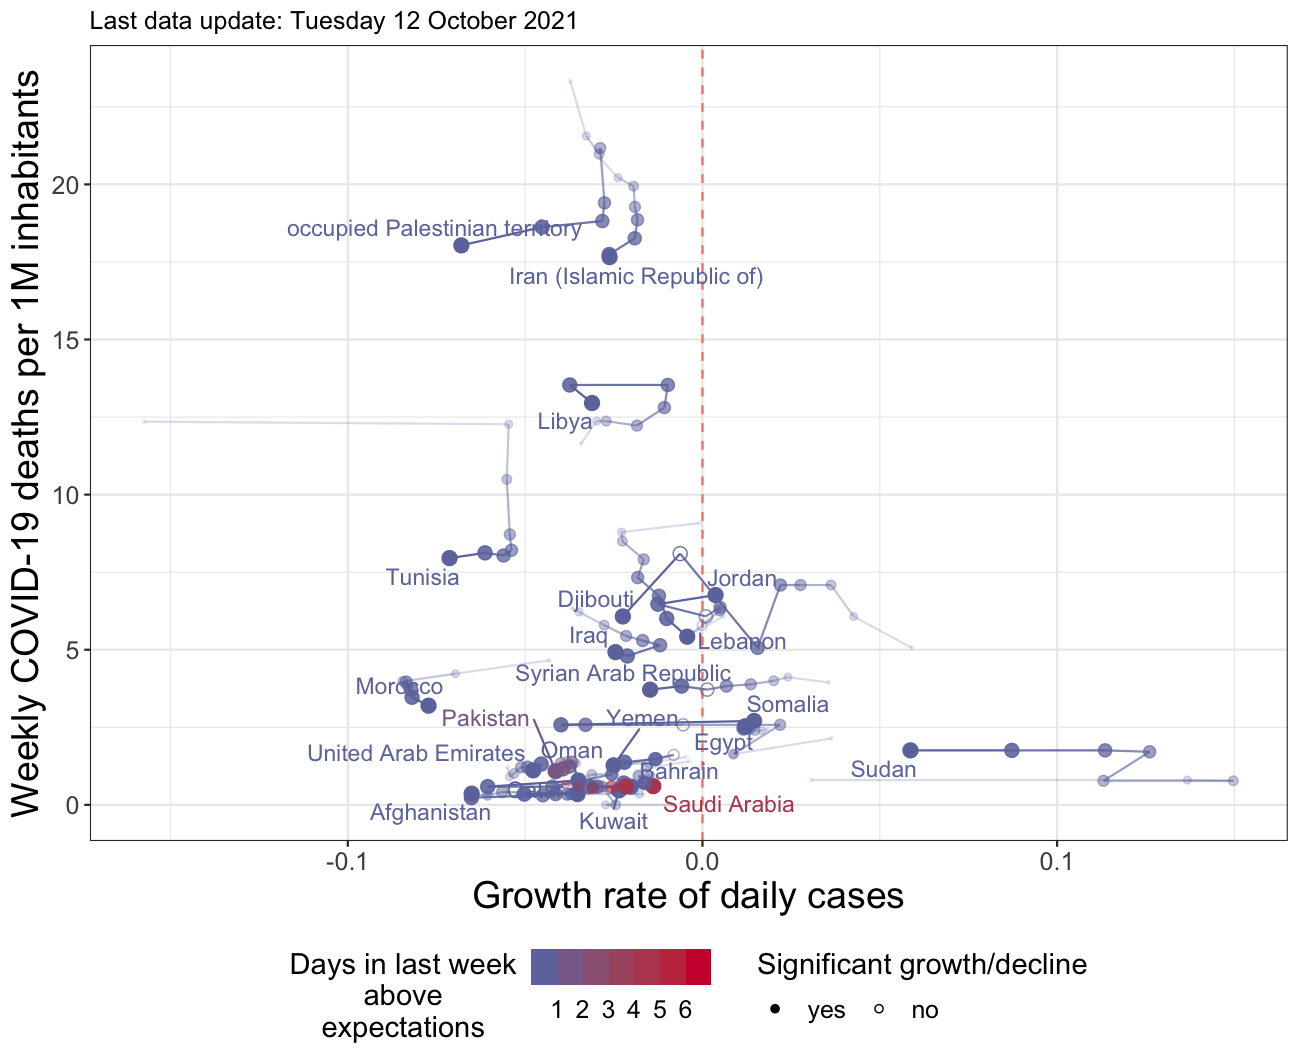 Last data update: Tuesday 12 October 2021
Weekly COVID-19 deaths per 1M inhabitants
20
15
10
5
0
occupied Palestinian territory
Iran (Islamic Republic of)
Libya
Tunisia
Jordan
Djibouti
Iraq
Lebanon
Syrian Arab Republic
Morocco
Somalia
Pakistan
Yemen
Egypt
United Arab Emirates
Oman
Bahrain
Sudan
Saudi Arabia
Afghanistan
Kuwait
-0.1
0.0
0.1
Growth rate of daily cases
Days in last week
above
expectations
1 2 3 4 5 6
Significant growth/decline
yes
no